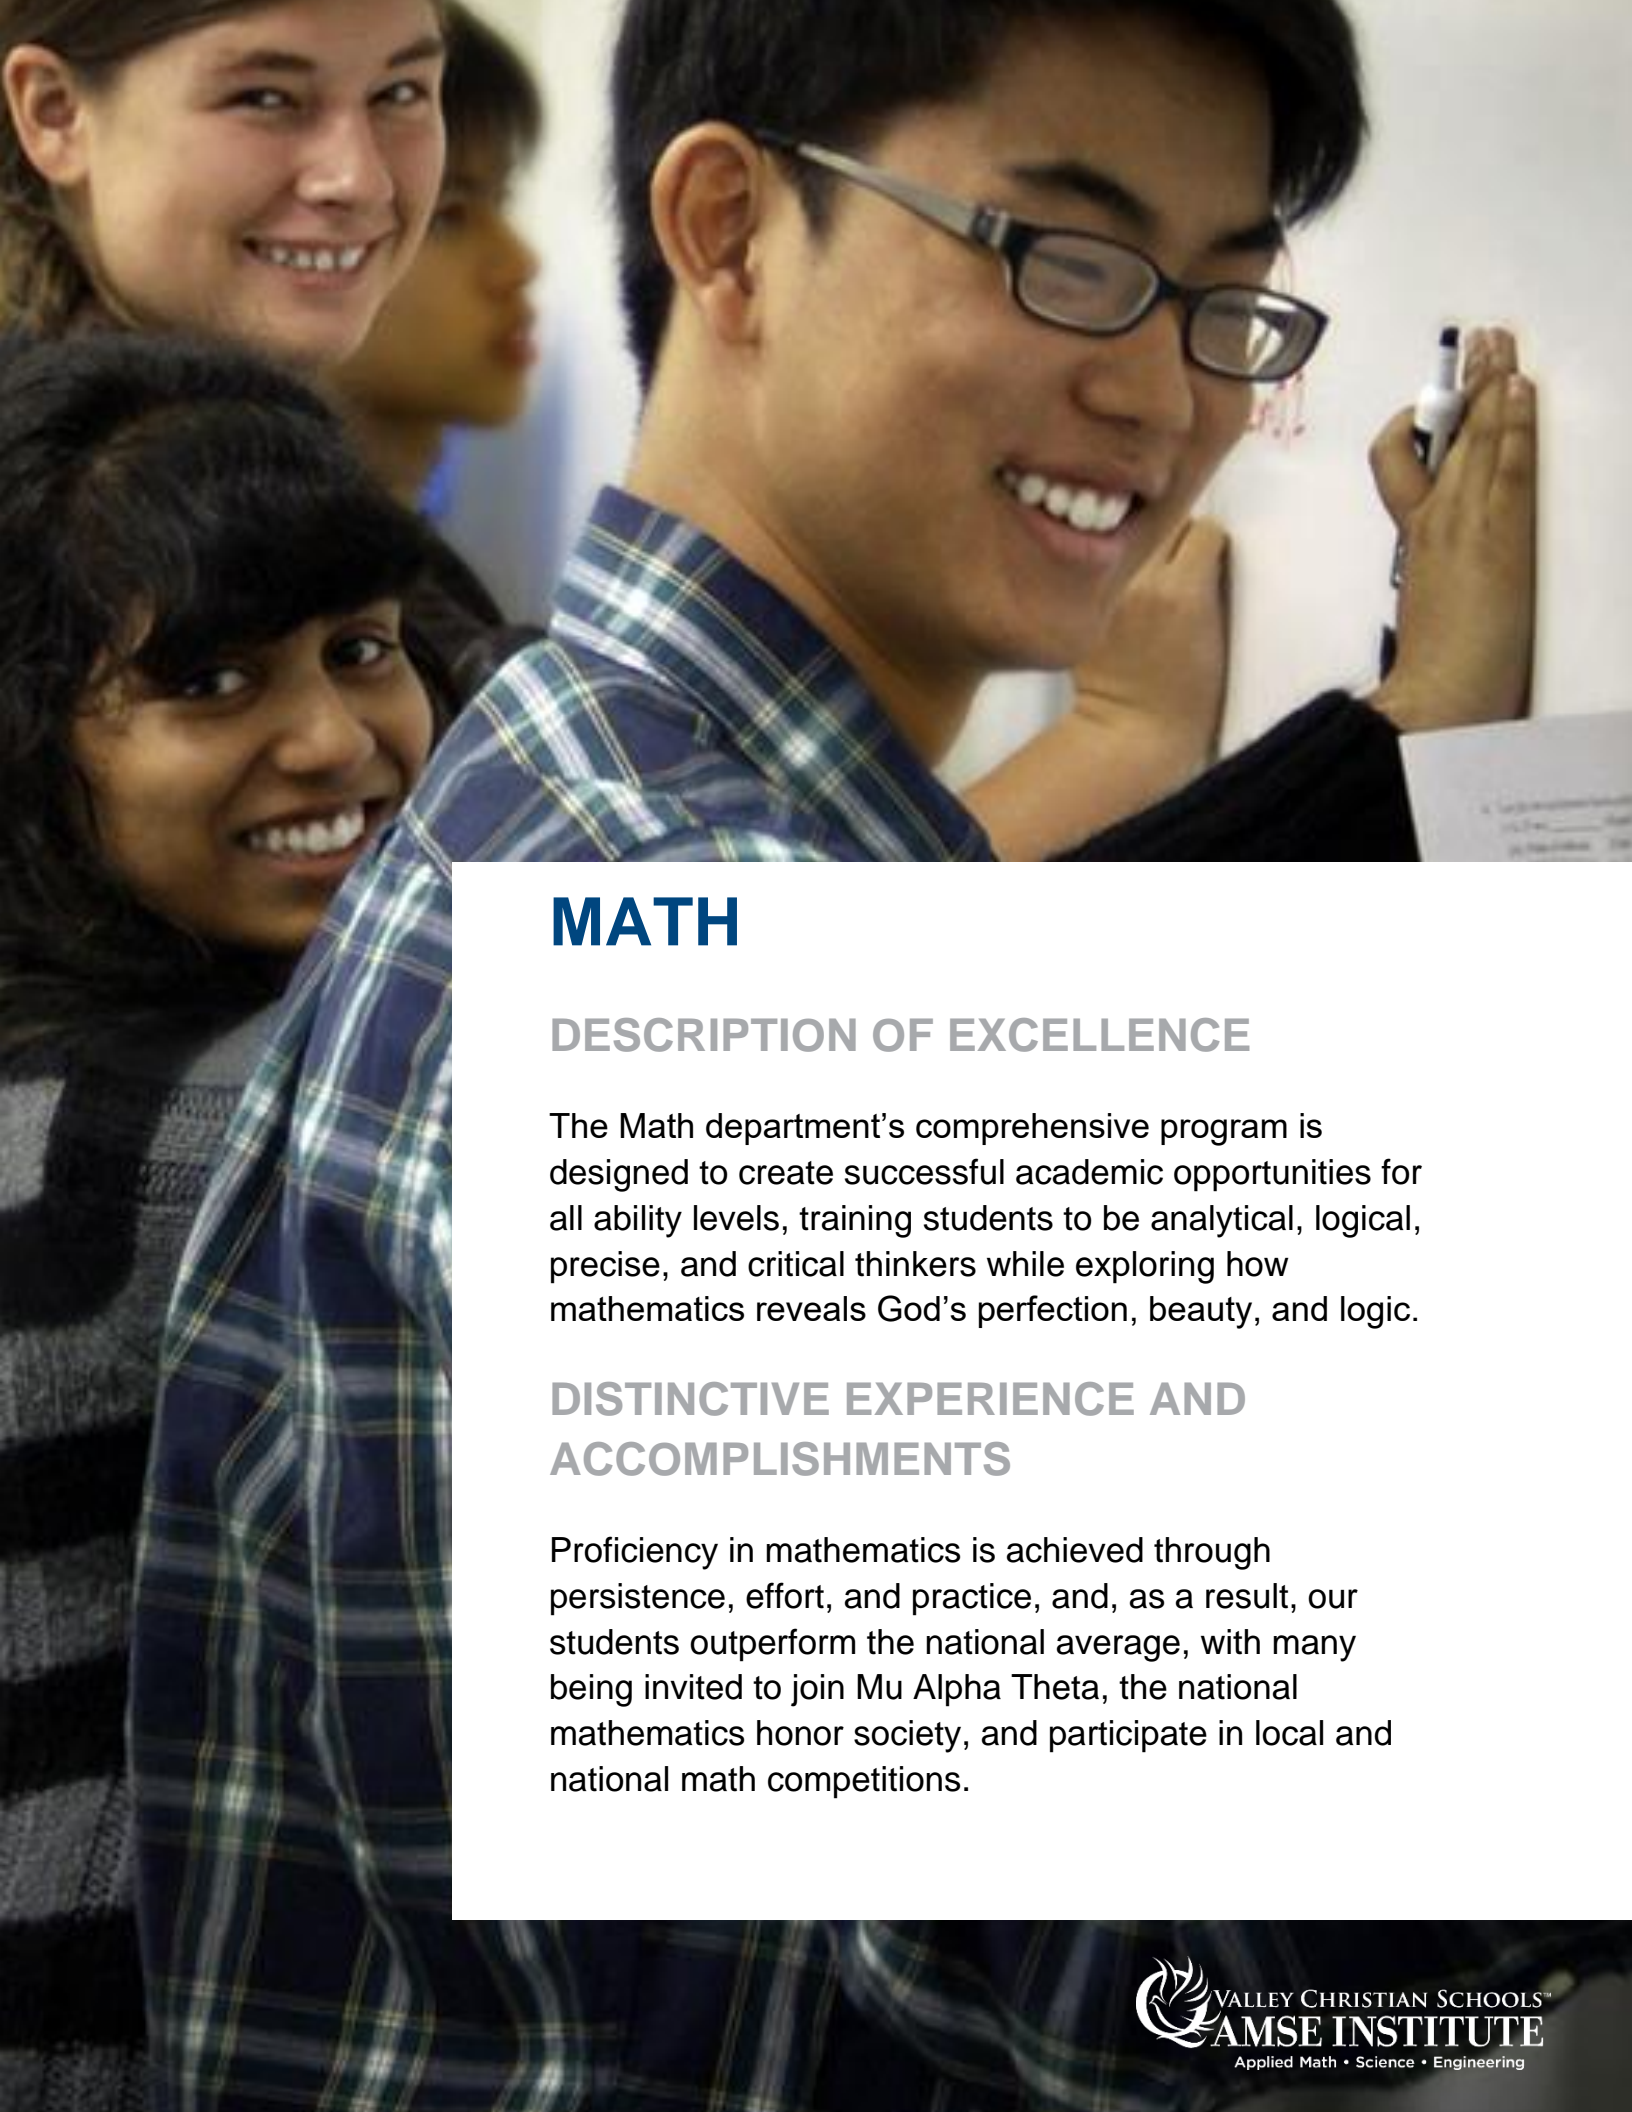 MATH
DESCRIPTION OF EXCELLENCE
The Math department’s comprehensive program is
designed to create successful academic opportunities for
all ability levels, training students to be analytical, logical,
precise, and critical thinkers while exploring how
mathematics reveals God’s perfection, beauty, and logic.
DISTINCTIVE EXPERIENCE AND
ACCOMPLISHMENTS
Proficiency in mathematics is achieved through
persistence, effort, and practice, and, as a result, our
students outperform the national average, with many
being invited to join Mu Alpha Theta, the national
mathematics honor society, and participate in local and
national math competitions.
VALLEY CHRISTIAN SCHOOLS™
AMSE INSTITUTE
Applied Math • Science • Engineering